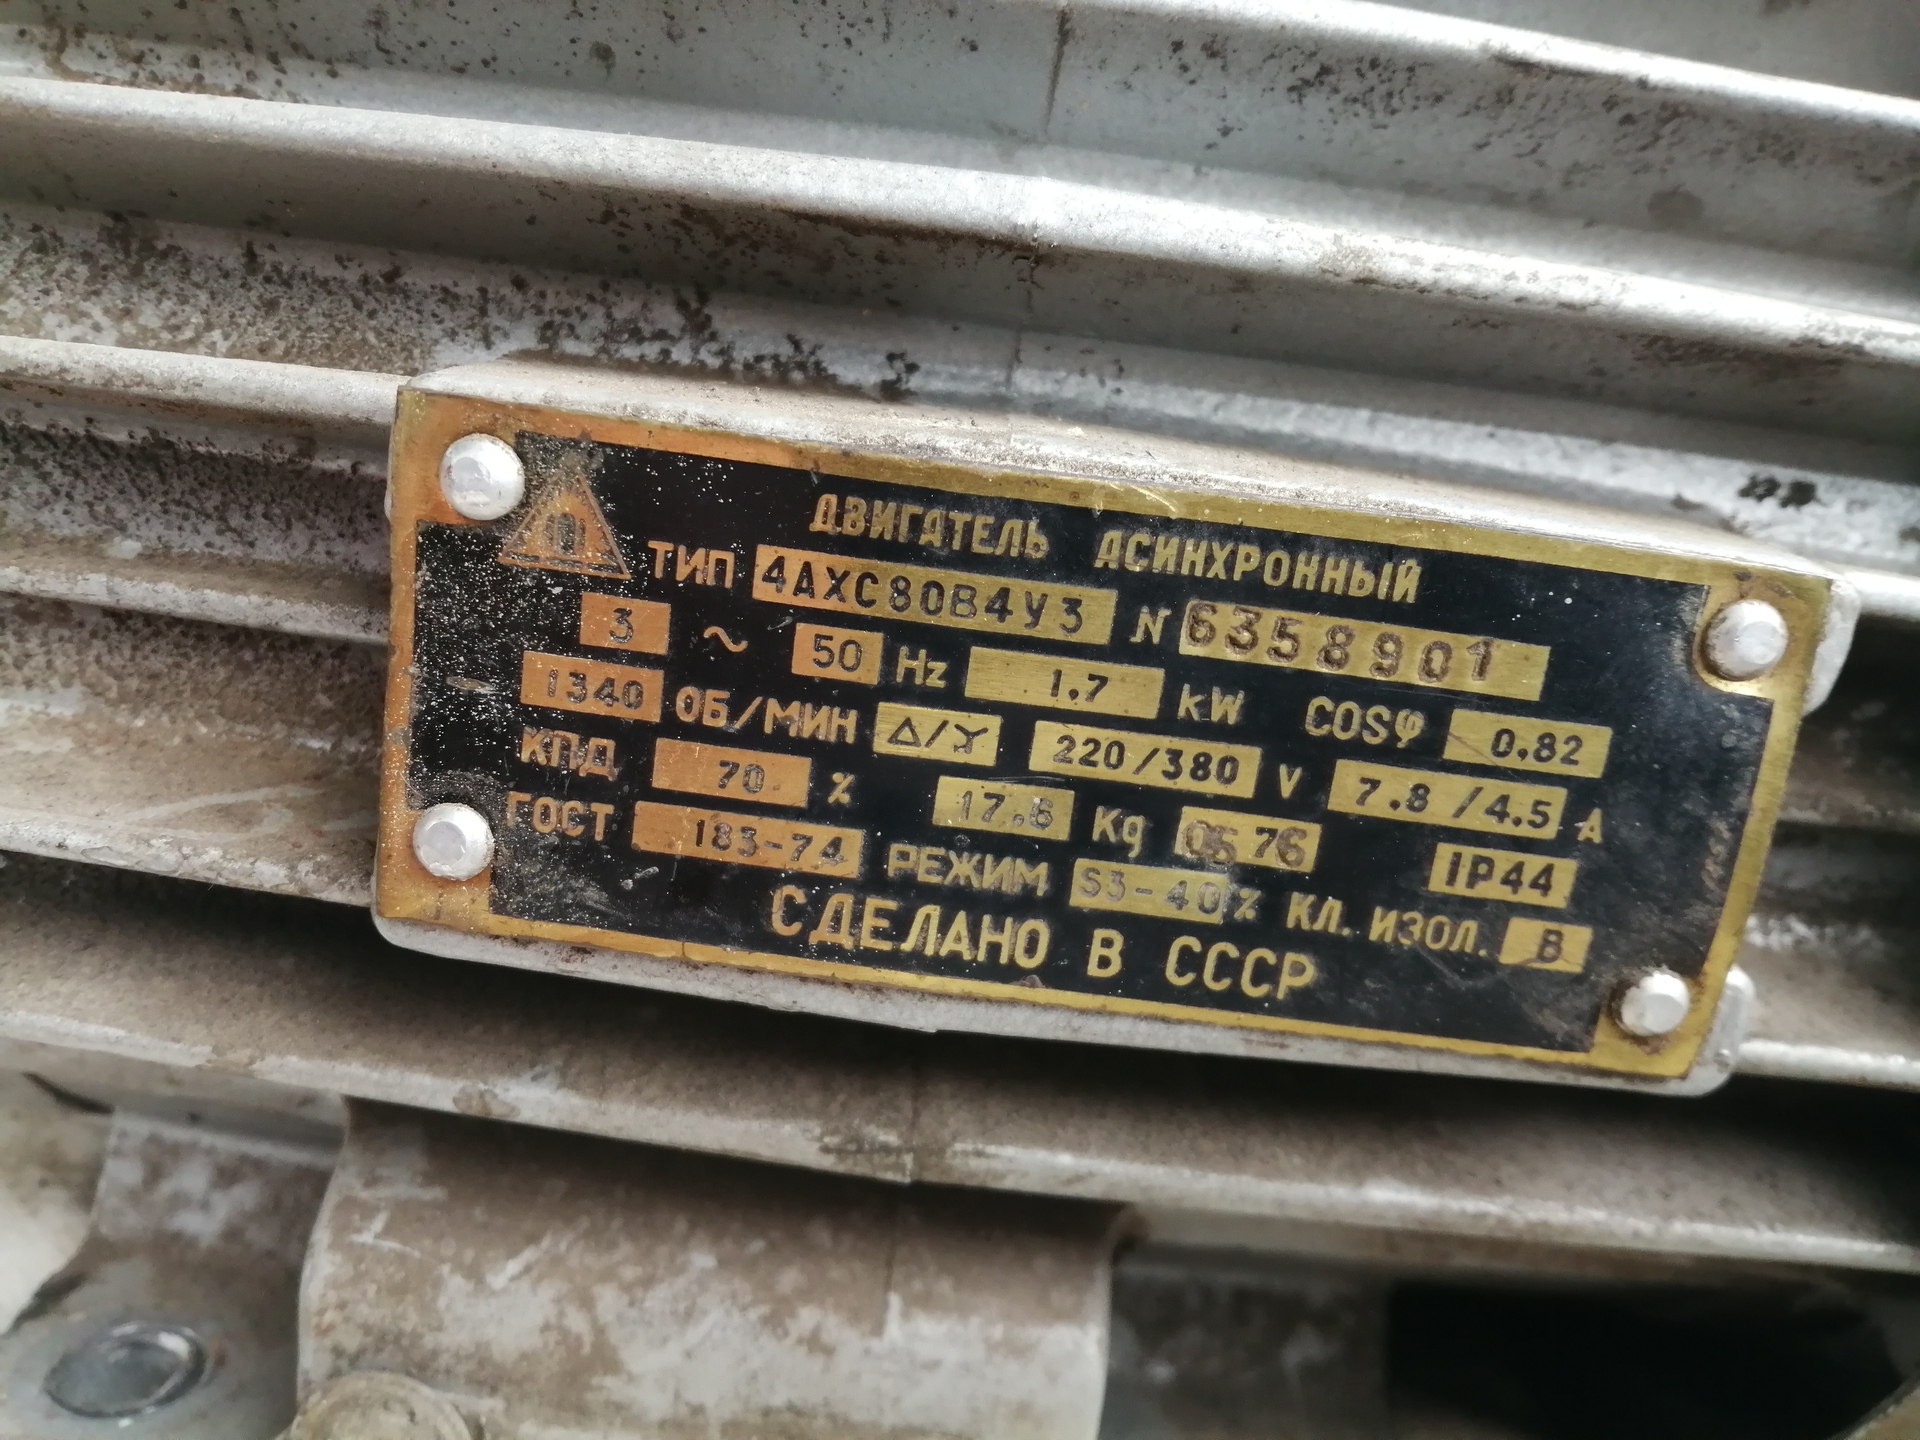 ДВИГАТЕЛЬ АСИНХРОННЫЙ
ТИП 4АХС80В4У3 № 6358901
3 ~ 50 Hz 1.7 kW COSφ 0,82
1340 ОБ/МИН Δ/Y 220/380 V 7.8/4.5 A
КПД 70 % 17.6 Kg 0576 IP44
ГОСТ 183-74 РЕЖИМ S3-40% КЛ. ИЗОЛ. B
СДЕЛАНО В СССР